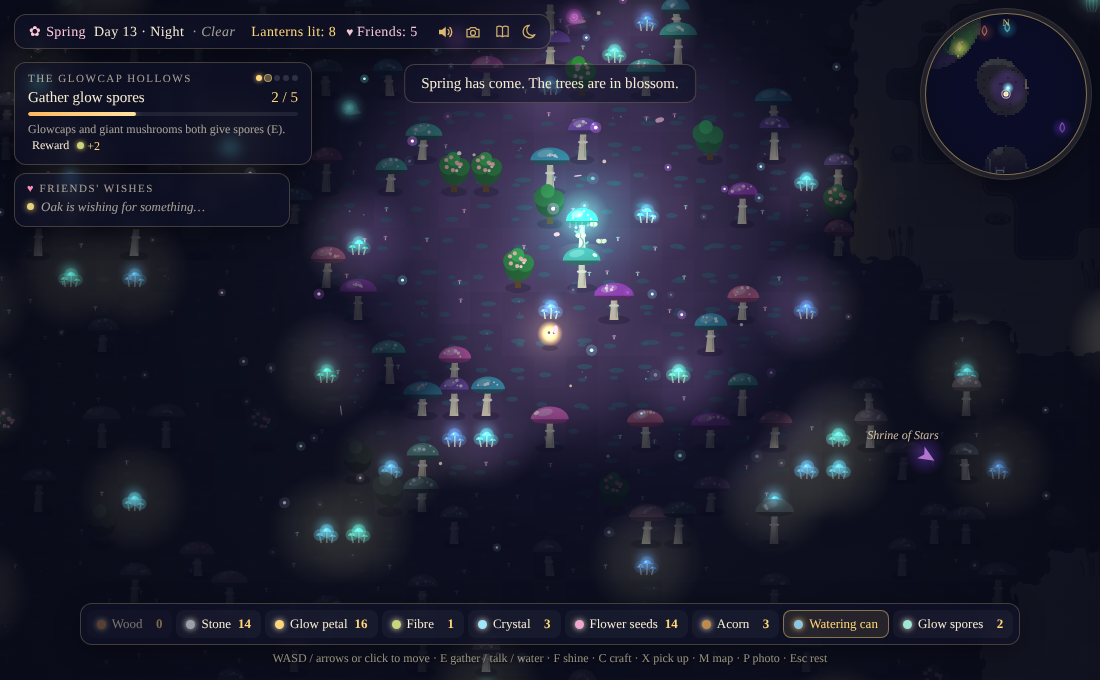 ✿ Spring Day 13 · Night · Clear Lanterns lit: 8 ♥ Friends: 5
THE GLOWCAP HOLLOWS
Gather glow spores 2 / 5
Glowcaps and giant mushrooms both give spores (E).
Reward +2
♥ FRIENDS' WISHES
Oak is wishing for something…
Spring has come. The trees are in blossom.
N
Shrine of Stars
Wood 0 Stone 14 Glow petal 16 Fibre 1 Crystal 3 Flower seeds 14 Acorn 3 Watering can Glow spores 2
WASD / arrows or click to move · E gather / talk / water · F shine · C craft · X pick up · M map · P photo · Esc rest